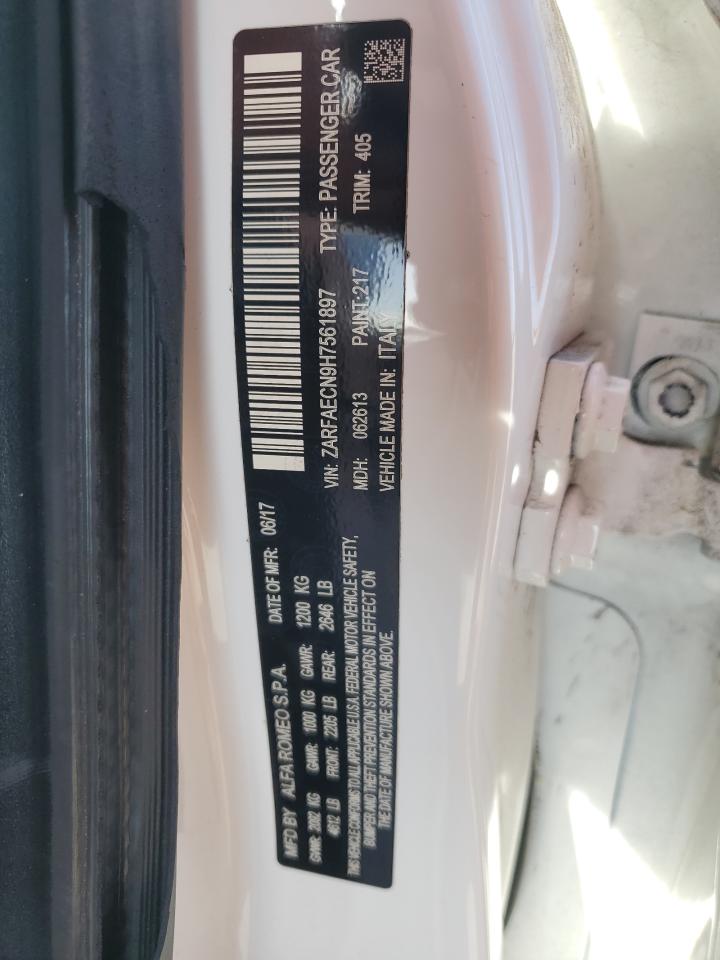 MFD BY ALFA ROMEO S.P.A. DATE OF MFR: 06/17
GVWR: 2092 KG GAWR: 1000 KG GAWR: 1200 KG
4612 LB FRONT: 2205 LB REAR: 2646 LB
THIS VEHICLE CONFORMS TO ALL APPLICABLE U.S.A. FEDERAL MOTOR VEHICLE SAFETY,
BUMPER AND THEFT PREVENTION STANDARDS IN EFFECT ON
THE DATE OF MANUFACTURE SHOWN ABOVE.
VIN: ZARFAECN9H7561897 TYPE: PASSENGER CAR
MDH: 062613 PAINT:217 TRIM: 405
VEHICLE MADE IN: ITALY